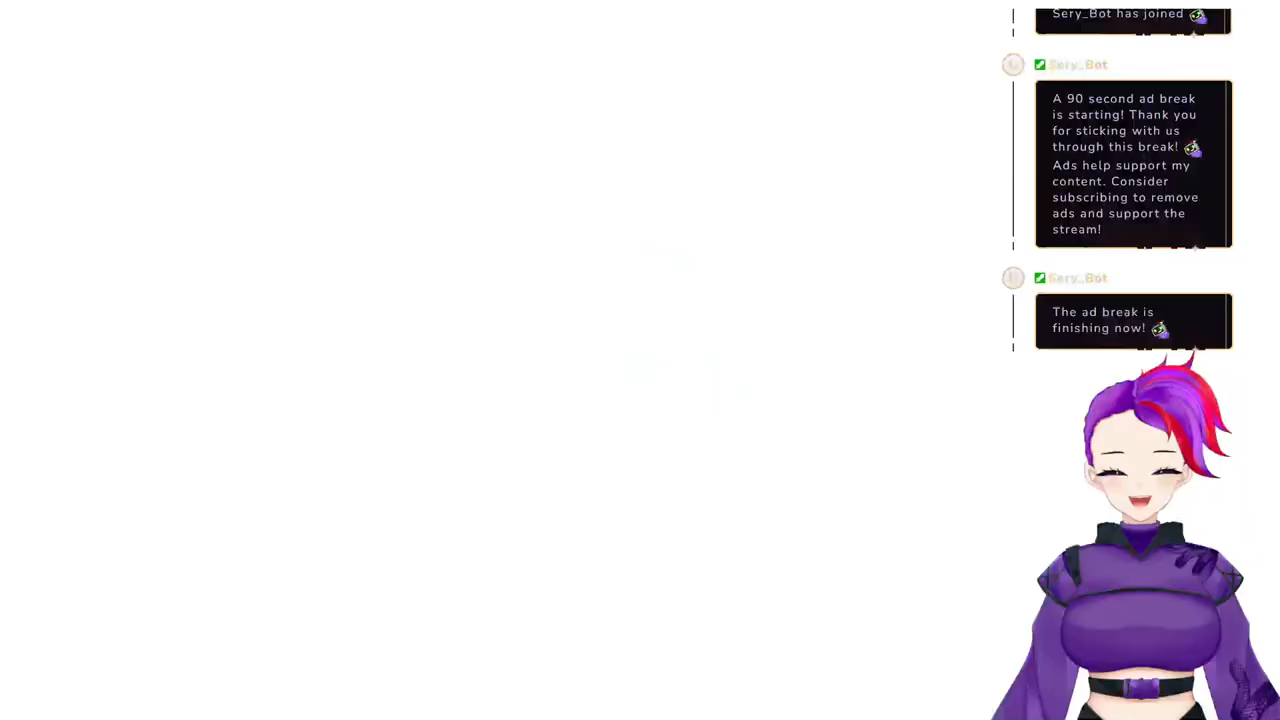 Sery_Bot has joined
Sery_Bot
A 90 second ad break
is starting! Thank you
for sticking with us
through this break!
Ads help support my
content. Consider
subscribing to remove
ads and support the
stream!
Sery_Bot
The ad break is
finishing now!